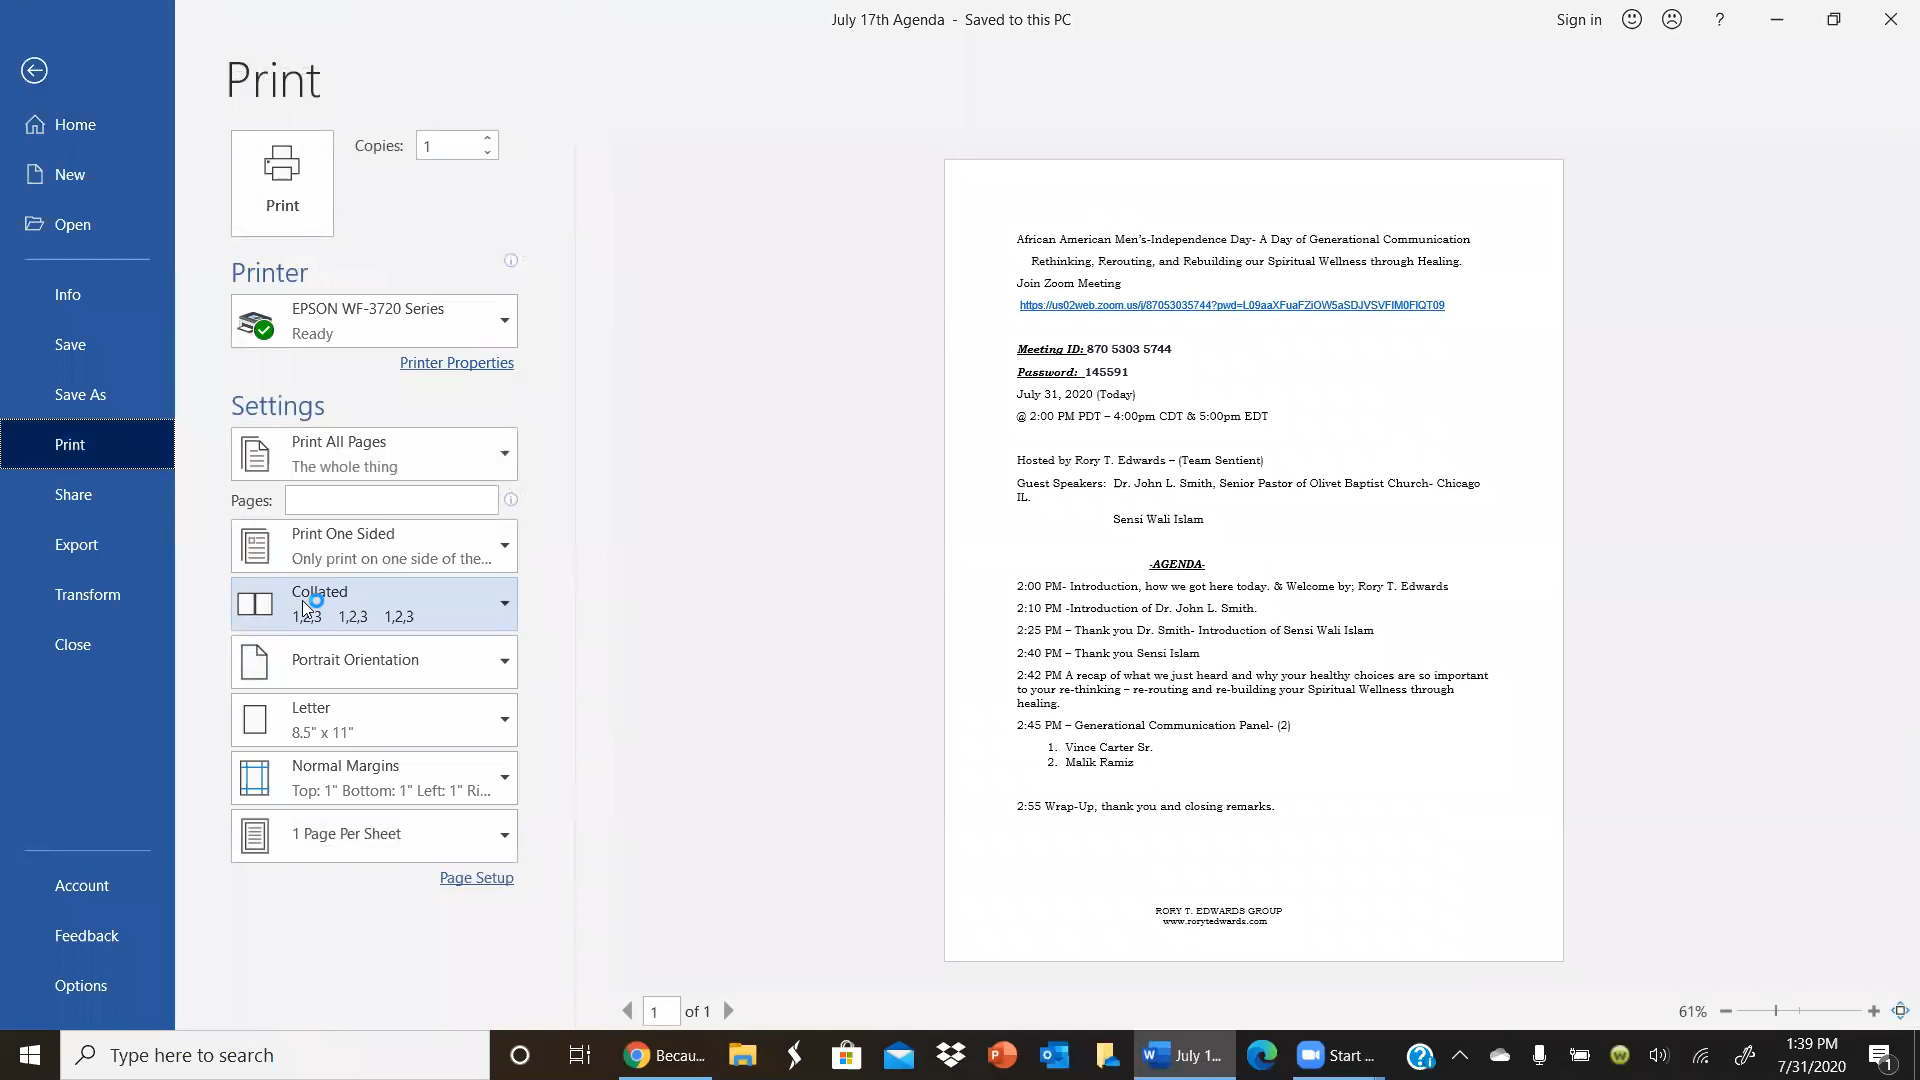 July 17th Agenda - Saved to this PC
Sign in
?
Print
Home
New
Open
Info
Save
Save As
Print
Share
Export
Transform
Close
Account
Feedback
Options
Print
Copies:
1
Printer
EPSON WF-3720 Series
Ready
Printer Properties
Settings
Print All Pages
The whole thing
Pages:
Print One Sided
Only print on one side of the...
Collated
1,2,3 1,2,3 1,2,3
Portrait Orientation
Letter
8.5" x 11"
Normal Margins
Top: 1" Bottom: 1" Left: 1" Ri...
1 Page Per Sheet
Page Setup
African American Men's-Independence Day- A Day of Generational Communication
Rethinking, Rerouting, and Rebuilding our Spiritual Wellness through Healing.
Join Zoom Meeting
https://us02web.zoom.us/j/87053035744?pwd=L09aaXFuaFZiOW5aSDJVSVFIM0FIQT09
Meeting ID: 870 5303 5744
Password: 145591
July 31, 2020 (Today)
@ 2:00 PM PDT – 4:00pm CDT & 5:00pm EDT
Hosted by Rory T. Edwards – (Team Sentient)
Guest Speakers: Dr. John L. Smith, Senior Pastor of Olivet Baptist Church- Chicago
IL.
Sensi Wali Islam
-AGENDA-
2:00 PM- Introduction, how we got here today. & Welcome by; Rory T. Edwards
2:10 PM -Introduction of Dr. John L. Smith.
2:25 PM – Thank you Dr. Smith- Introduction of Sensi Wali Islam
2:40 PM – Thank you Sensi Islam
2:42 PM A recap of what we just heard and why your healthy choices are so important
to your re-thinking – re-routing and re-building your Spiritual Wellness through
healing.
2:45 PM – Generational Communication Panel- (2)
1. Vince Carter Sr.
2. Malik Ramiz
2:55 Wrap-Up, thank you and closing remarks.
RORY T. EDWARDS GROUP
www.rorytedwards.com
1 of 1
61%
Type here to search
Becau...
July 1...
Start ...
1:39 PM
7/31/2020
1